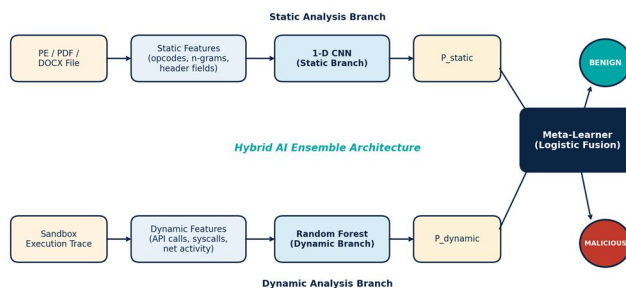 Static Analysis Branch
PE / PDF /
DOCX File
Static Features
(opcodes, n-grams,
header fields)
1-D CNN
(Static Branch)
P_static
BENIGN
Hybrid AI Ensemble Architecture
Meta-Learner
(Logistic Fusion)
Sandbox
Execution Trace
Dynamic Features
(API calls, syscalls,
net activity)
Random Forest
(Dynamic Branch)
P_dynamic
MALICIOUS
Dynamic Analysis Branch